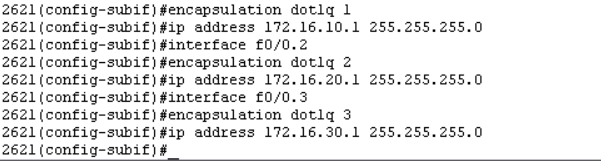 2621(config-subif)#encapsulation dot1q 1
2621(config-subif)#ip address 172.16.10.1 255.255.255.0
2621(config-subif)#interface f0/0.2
2621(config-subif)#encapsulation dot1q 2
2621(config-subif)#ip address 172.16.20.1 255.255.255.0
2621(config-subif)#interface f0/0.3
2621(config-subif)#encapsulation dot1q 3
2621(config-subif)#ip address 172.16.30.1 255.255.255.0
2621(config-subif)#_